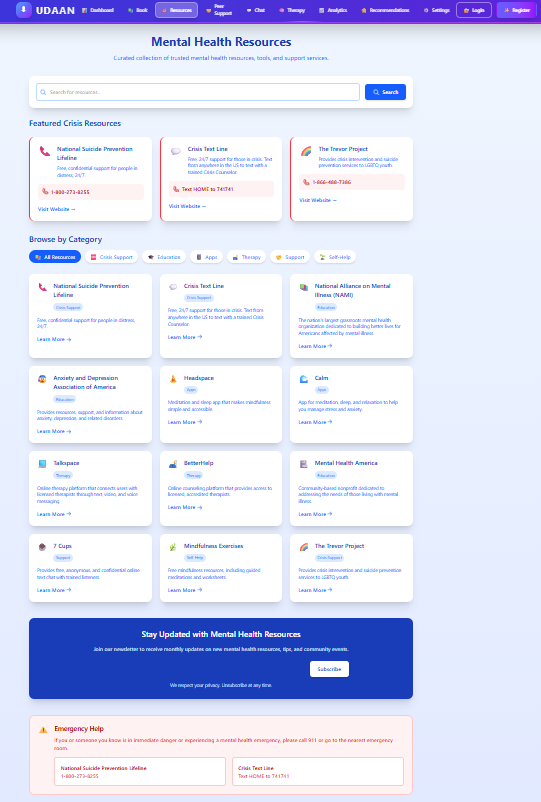 UDAAN
Dashboard
Book
Resources
Peer
Support
Chat
Therapy
Analytics
Recommendations
Settings
Login
Register
Mental Health Resources
Curated collection of trusted mental health resources, tools, and support services.
Search for resources...
Search
Featured Crisis Resources
National Suicide Prevention
Lifeline
Free, confidential support for people in
distress, 24/7.
1-800-273-8255
Visit Website →
Crisis Text Line
Free, 24/7 support for those in crisis. Text
from anywhere in the US to text with a
trained Crisis Counselor.
Text HOME to 741741
Visit Website →
The Trevor Project
Provides crisis intervention and suicide
prevention services to LGBTQ youth.
1-866-488-7386
Visit Website →
Browse by Category
All Resources
Crisis Support
Education
Apps
Therapy
Support
Self-Help
National Suicide Prevention
Lifeline
Crisis Support
Free, confidential support for people in distress,
24/7.
Learn More →
Crisis Text Line
Crisis Support
Free, 24/7 support for those in crisis. Text from
anywhere in the US to text with a trained Crisis
Counselor.
Learn More →
National Alliance on Mental
Illness (NAMI)
Education
The nation's largest grassroots mental health
organization dedicated to building better lives for
Americans affected by mental illness.
Learn More →
Anxiety and Depression
Association of America
Education
Provides resources, support, and information about
anxiety, depression, and related disorders.
Learn More →
Headspace
Apps
Meditation and sleep app that makes mindfulness
simple and accessible.
Learn More →
Calm
Apps
App for meditation, sleep, and relaxation to help
you manage stress and anxiety.
Learn More →
Talkspace
Therapy
Online therapy platform that connects users with
licensed therapists through text, video, and voice
messaging.
Learn More →
BetterHelp
Therapy
Online counseling platform that provides access to
licensed, accredited therapists.
Learn More →
Mental Health America
Education
Community-based nonprofit dedicated to
addressing the needs of those living with mental
illness.
Learn More →
7 Cups
Support
Provides free, anonymous, and confidential online
text chat with trained listeners.
Learn More →
Mindfulness Exercises
Self-Help
Free mindfulness resources, including guided
meditations and worksheets.
Learn More →
The Trevor Project
Crisis Support
Provides crisis intervention and suicide prevention
services to LGBTQ youth.
Learn More →
Stay Updated with Mental Health Resources
Join our newsletter to receive monthly updates on new mental health resources, tips, and community events.
Subscribe
We respect your privacy. Unsubscribe at any time.
Emergency Help
If you or someone you know is in immediate danger or experiencing a mental health emergency, please call 911 or go to the nearest emergency
room.
National Suicide Prevention Lifeline
1-800-273-8255
Crisis Text Line
Text HOME to 741741